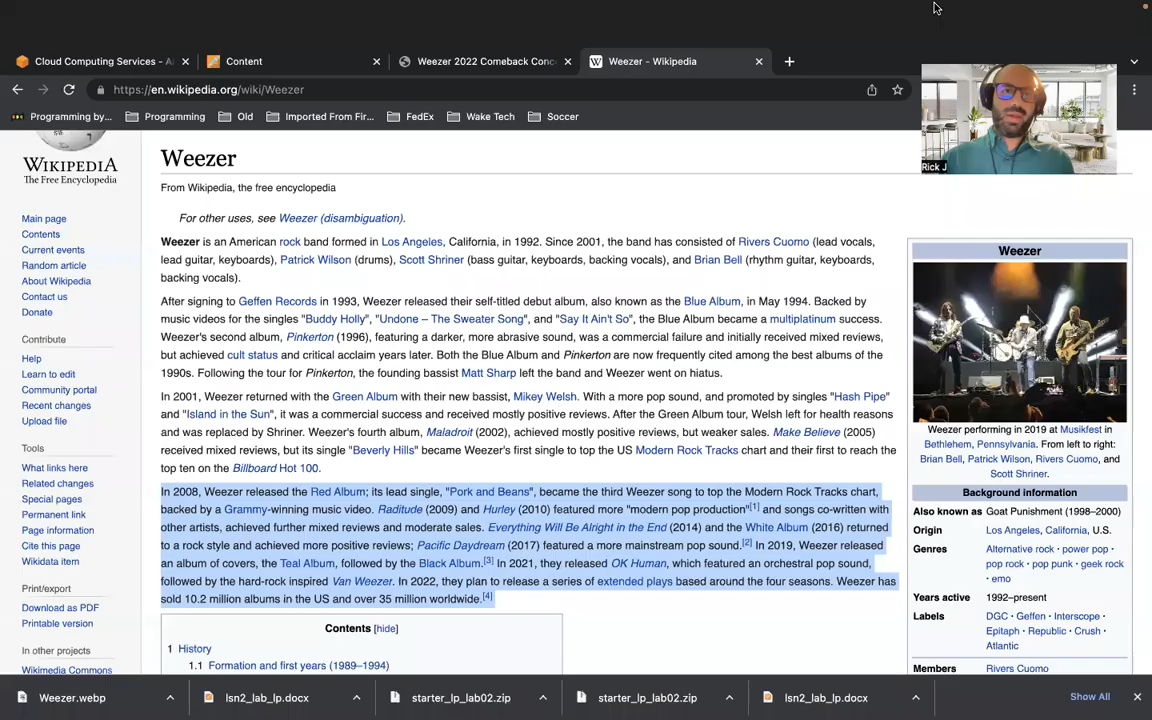 Cloud Computing Services - A
Content
Weezer 2022 Comeback Conc
Weezer - Wikipedia
https://en.wikipedia.org/wiki/Weezer
Programming by...
Programming
Old
Imported From Fir...
FedEx
Wake Tech
Soccer
Rick J
WIKIPEDIA
The Free Encyclopedia
Main page
Contents
Current events
Random article
About Wikipedia
Contact us
Donate
Contribute
Help
Learn to edit
Community portal
Recent changes
Upload file
Tools
What links here
Related changes
Special pages
Permanent link
Page information
Cite this page
Wikidata item
Print/export
Download as PDF
Printable version
In other projects
Wikimedia Commons
Weezer
From Wikipedia, the free encyclopedia
For other uses, see Weezer (disambiguation).
Weezer is an American rock band formed in Los Angeles, California, in 1992. Since 2001, the band has consisted of Rivers Cuomo (lead vocals,
lead guitar, keyboards), Patrick Wilson (drums), Scott Shriner (bass guitar, keyboards, backing vocals), and Brian Bell (rhythm guitar, keyboards,
backing vocals).
After signing to Geffen Records in 1993, Weezer released their self-titled debut album, also known as the Blue Album, in May 1994. Backed by
music videos for the singles "Buddy Holly", "Undone – The Sweater Song", and "Say It Ain't So", the Blue Album became a multiplatinum success.
Weezer's second album, Pinkerton (1996), featuring a darker, more abrasive sound, was a commercial failure and initially received mixed reviews,
but achieved cult status and critical acclaim years later. Both the Blue Album and Pinkerton are now frequently cited among the best albums of the
1990s. Following the tour for Pinkerton, the founding bassist Matt Sharp left the band and Weezer went on hiatus.
In 2001, Weezer returned with the Green Album with their new bassist, Mikey Welsh. With a more pop sound, and promoted by singles "Hash Pipe"
and "Island in the Sun", it was a commercial success and received mostly positive reviews. After the Green Album tour, Welsh left for health reasons
and was replaced by Shriner. Weezer's fourth album, Maladroit (2002), achieved mostly positive reviews, but weaker sales. Make Believe (2005)
received mixed reviews, but its single "Beverly Hills" became Weezer's first single to top the US Modern Rock Tracks chart and their first to reach the
top ten on the Billboard Hot 100.
In 2008, Weezer released the Red Album; its lead single, "Pork and Beans", became the third Weezer song to top the Modern Rock Tracks chart,
backed by a Grammy-winning music video. Raditude (2009) and Hurley (2010) featured more "modern pop production"[1] and songs co-written with
other artists, achieved further mixed reviews and moderate sales. Everything Will Be Alright in the End (2014) and the White Album (2016) returned
to a rock style and achieved more positive reviews; Pacific Daydream (2017) featured a more mainstream pop sound.[2] In 2019, Weezer released
an album of covers, the Teal Album, followed by the Black Album.[3] In 2021, they released OK Human, which featured an orchestral pop sound,
followed by the hard-rock inspired Van Weezer. In 2022, they plan to release a series of extended plays based around the four seasons. Weezer has
sold 10.2 million albums in the US and over 35 million worldwide.[4]
Contents [hide]
1 History
1.1 Formation and first years (1989–1994)
Weezer
Weezer performing in 2019 at Musikfest in
Bethlehem, Pennsylvania. From left to right:
Brian Bell, Patrick Wilson, Rivers Cuomo, and
Scott Shriner.
Background information
Also known as Goat Punishment (1998–2000)
Origin Los Angeles, California, U.S.
Genres Alternative rock · power pop ·
pop rock · pop punk · geek rock
· emo
Years active 1992–present
Labels DGC · Geffen · Interscope ·
Epitaph · Republic · Crush ·
Atlantic
Members Rivers Cuomo
Weezer.webp
lsn2_lab_lp.docx
starter_lp_lab02.zip
starter_lp_lab02.zip
lsn2_lab_lp.docx
Show All